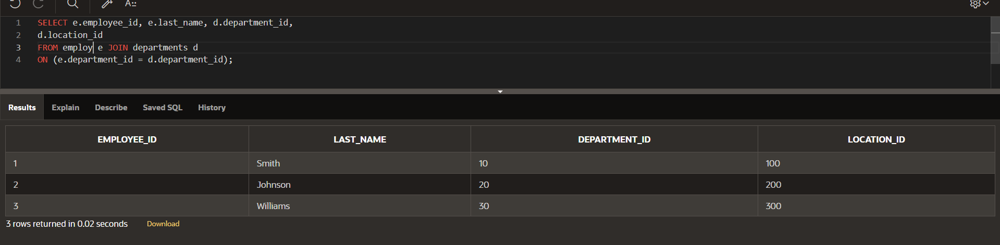 A::
1 SELECT e.employee_id, e.last_name, d.department_id,
2 d.location_id
3 FROM employ e JOIN departments d
4 ON (e.department_id = d.department_id);
Results Explain Describe Saved SQL History
EMPLOYEE_ID LAST_NAME DEPARTMENT_ID LOCATION_ID
1 Smith 10 100
2 Johnson 20 200
3 Williams 30 300
3 rows returned in 0.02 seconds Download